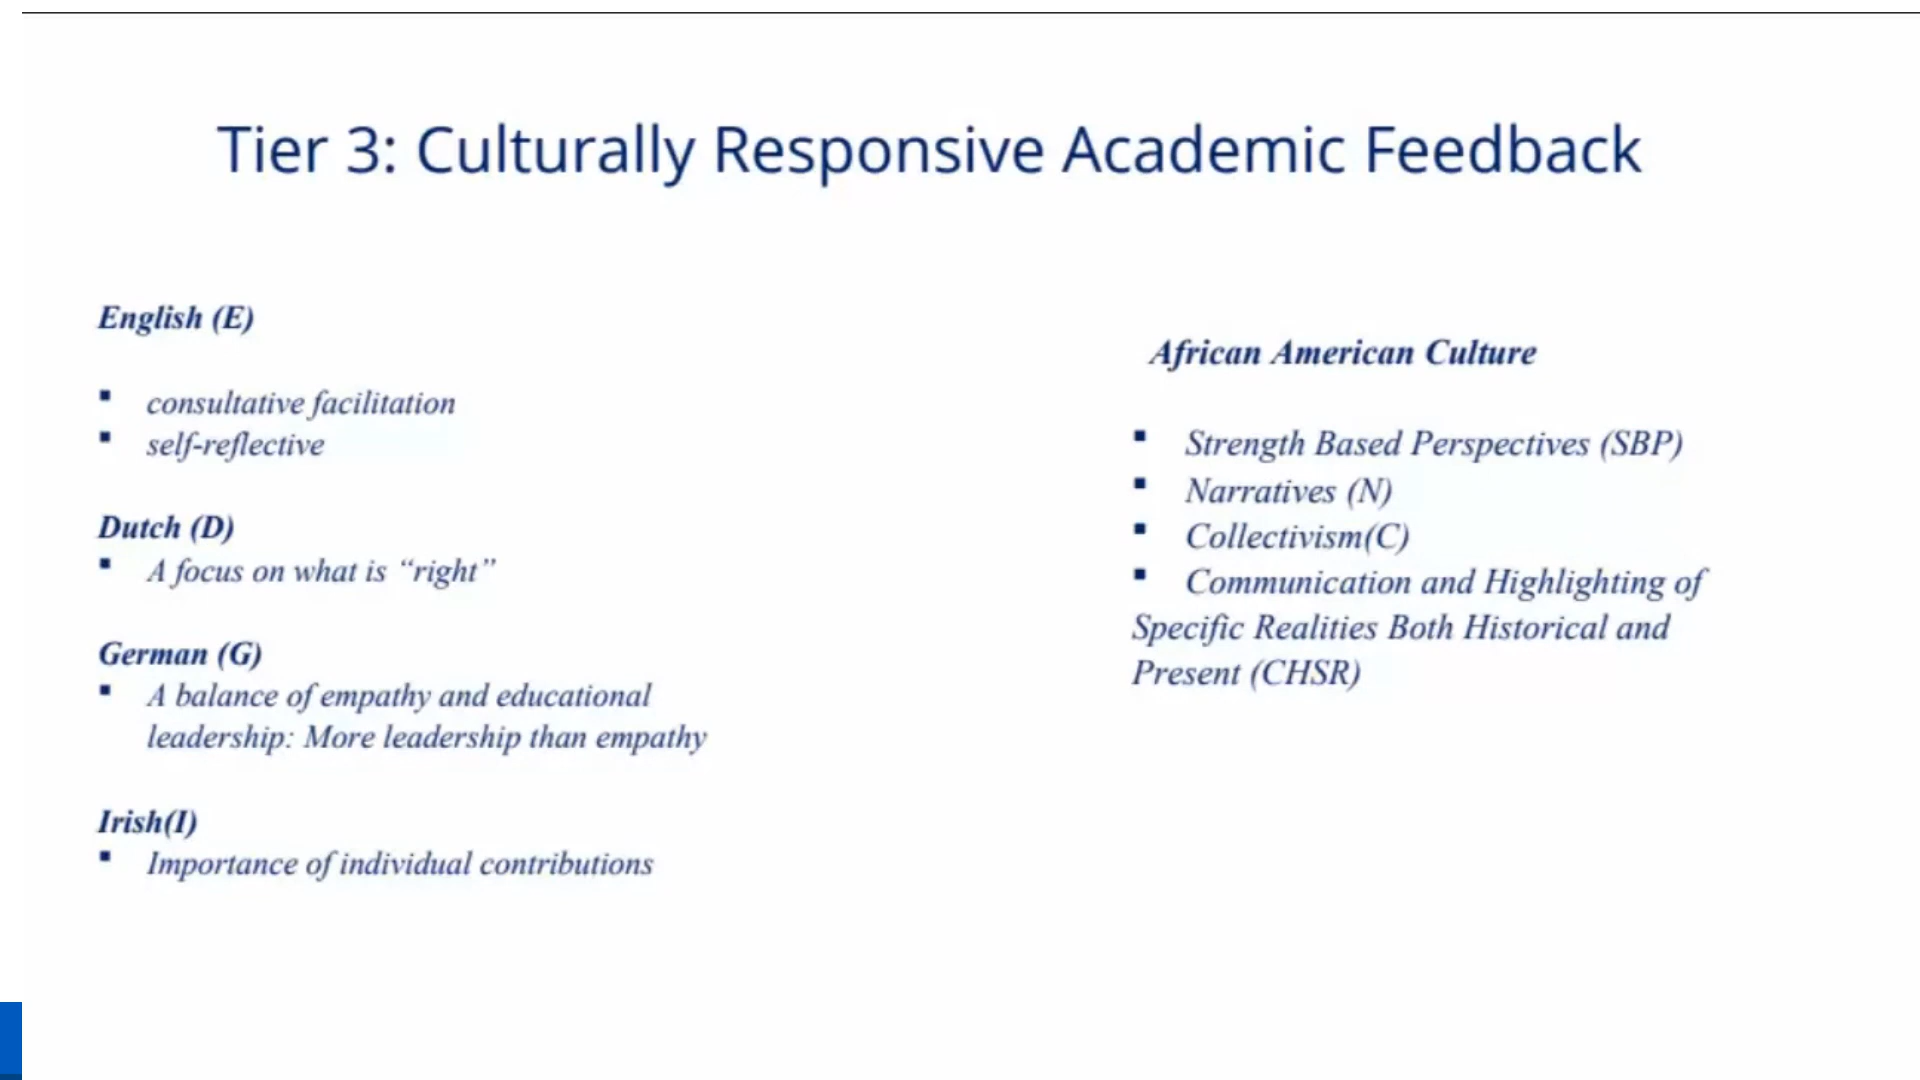 Tier 3: Culturally Responsive Academic Feedback
English (E)
▪ consultative facilitation
▪ self-reflective
Dutch (D)
▪ A focus on what is “right”
German (G)
▪ A balance of empathy and educational
leadership: More leadership than empathy
Irish(I)
▪ Importance of individual contributions
African American Culture
▪ Strength Based Perspectives (SBP)
▪ Narratives (N)
▪ Collectivism(C)
▪ Communication and Highlighting of
Specific Realities Both Historical and
Present (CHSR)